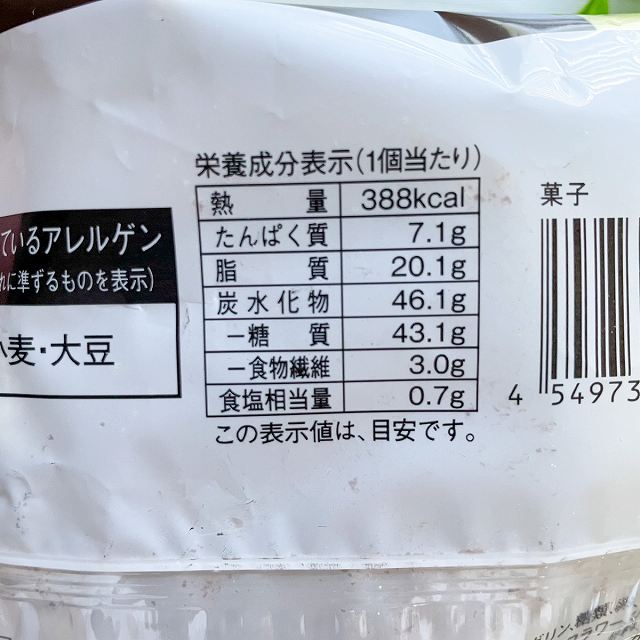 栄養成分表示(1個当たり)
熱量 388kcal
たんぱく質 7.1g
脂質 20.1g
炭水化物 46.1g
―糖質 43.1g
―食物繊維 3.0g
食塩相当量 0.7g
この表示値は、目安です。
ているアレルゲン
れに準ずるものを表示)
小麦・大豆
菓子
4 54973